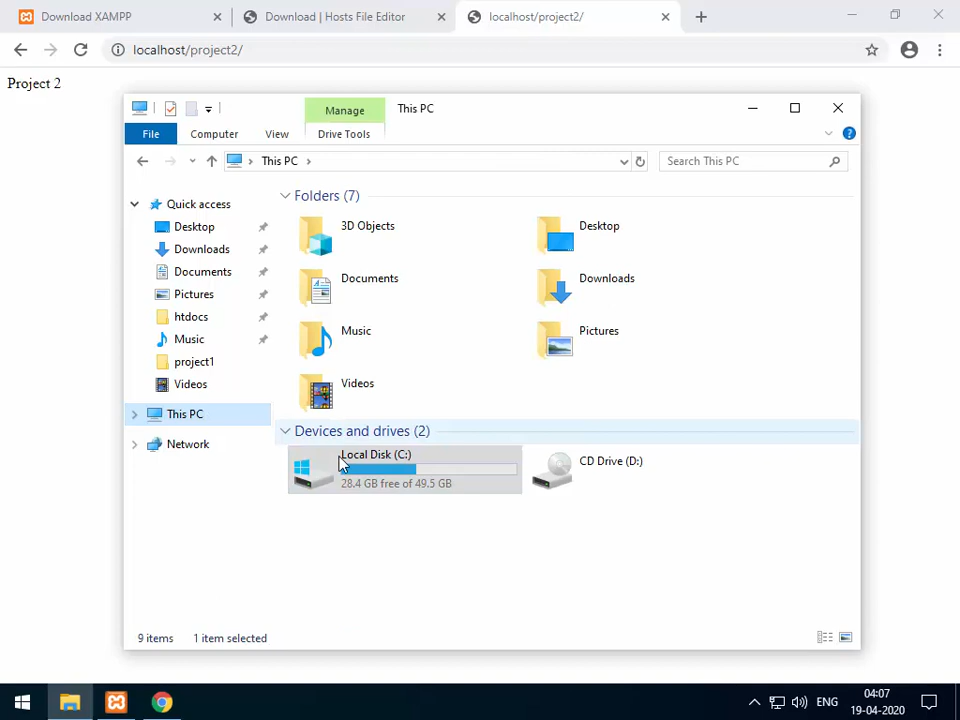 Download XAMPP
Download | Hosts File Editor
localhost/project2/
localhost/project2/
Project 2
Manage
This PC
File
Computer
View
Drive Tools
This PC
Search This PC
Quick access
Desktop
Downloads
Documents
Pictures
htdocs
Music
project1
Videos
This PC
Network
Folders (7)
3D Objects
Desktop
Documents
Downloads
Music
Pictures
Videos
Devices and drives (2)
Local Disk (C:)
28.4 GB free of 49.5 GB
CD Drive (D:)
9 items
1 item selected
ENG
04:07
19-04-2020